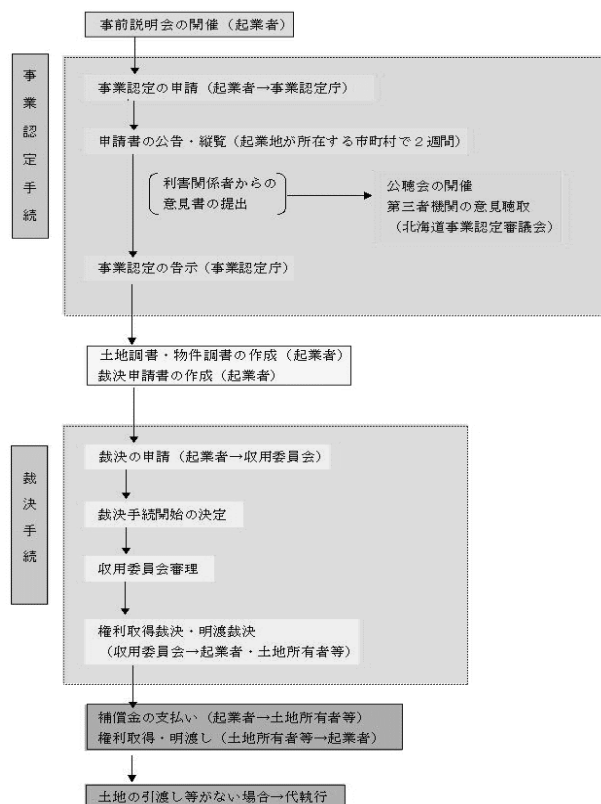 事前説明会の開催（起業者）
事業認定手続
事業認定の申請（起業者→事業認定庁）
申請書の公告・縦覧（起業地が所在する市町村で２週間）
利害関係者からの
意見書の提出
公聴会の開催
第三者機関の意見聴取
（北海道事業認定審議会）
事業認定の告示（事業認定庁）
土地調書・物件調書の作成（起業者）
裁決申請書の作成（起業者）
裁決手続
裁決の申請（起業者→収用委員会）
裁決手続開始の決定
収用委員会審理
権利取得裁決・明渡裁決
（収用委員会→起業者・土地所有者等）
補償金の支払い（起業者→土地所有者等）
権利取得・明渡し（土地所有者等→起業者）
土地の引渡し等がない場合→代執行